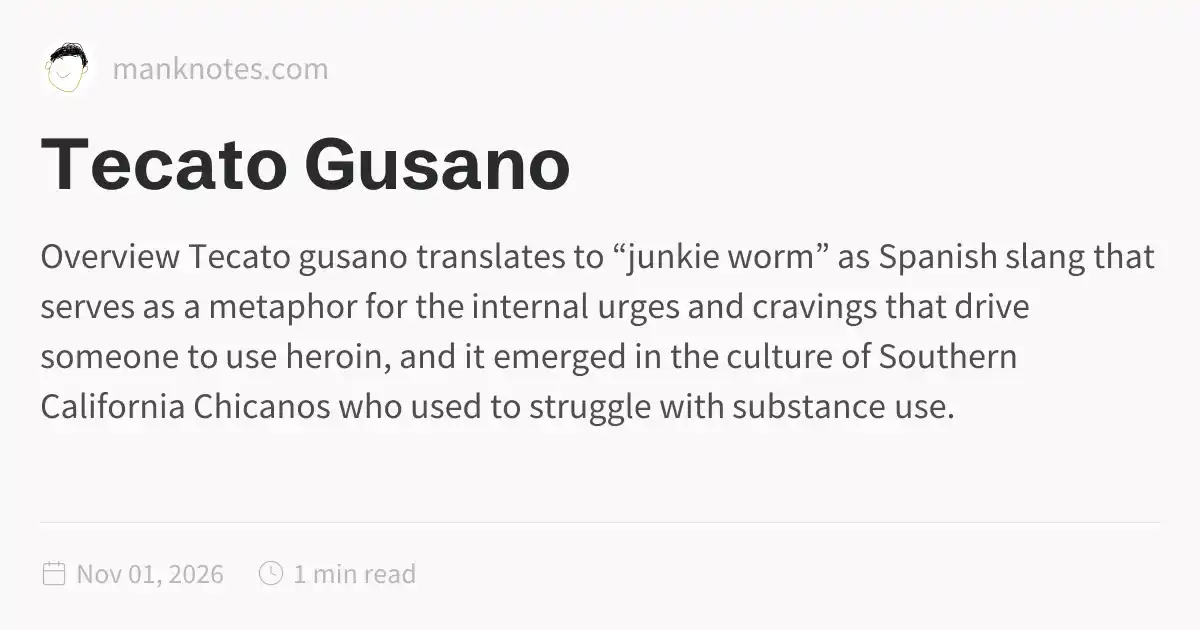 manknotes.com
Tecato Gusano
Overview Tecato gusano translates to “junkie worm” as Spanish slang that
serves as a metaphor for the internal urges and cravings that drive
someone to use heroin, and it emerged in the culture of Southern
California Chicanos who used to struggle with substance use.
Nov 01, 2026 1 min read